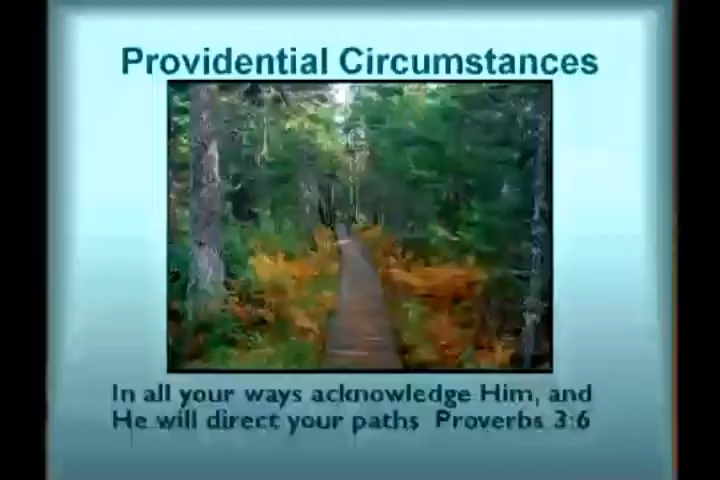 Providential Circumstances
In all your ways acknowledge Him, and
He will direct your paths  Proverbs 3:6